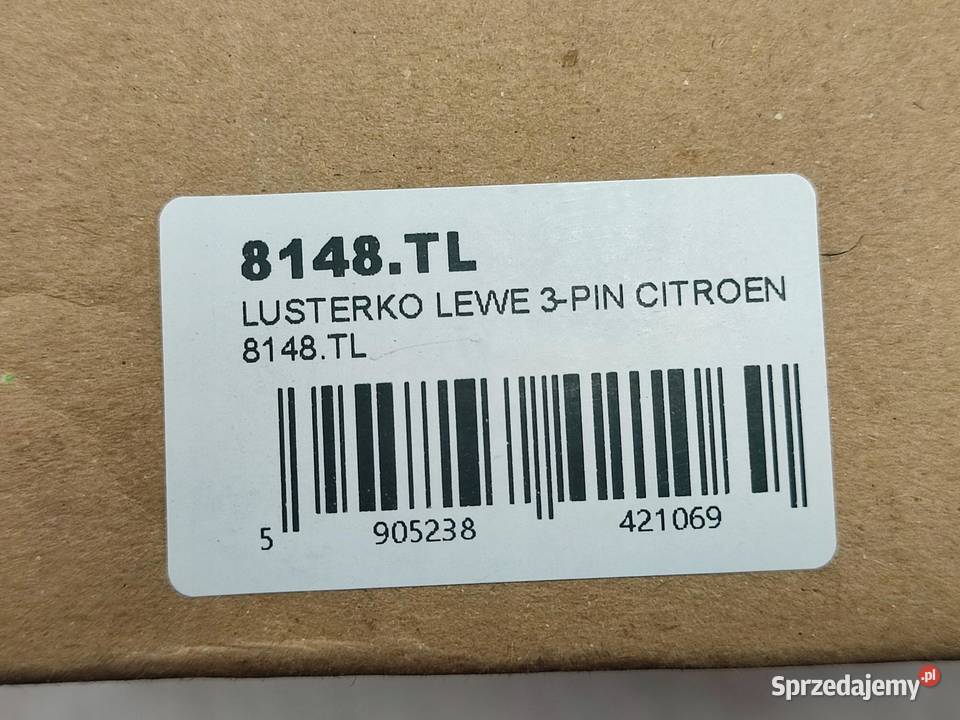 8148.TL
LUSTERKO LEWE 3-PIN CITROEN
8148.TL
5 905238 421069
Sprzedajemy.pl